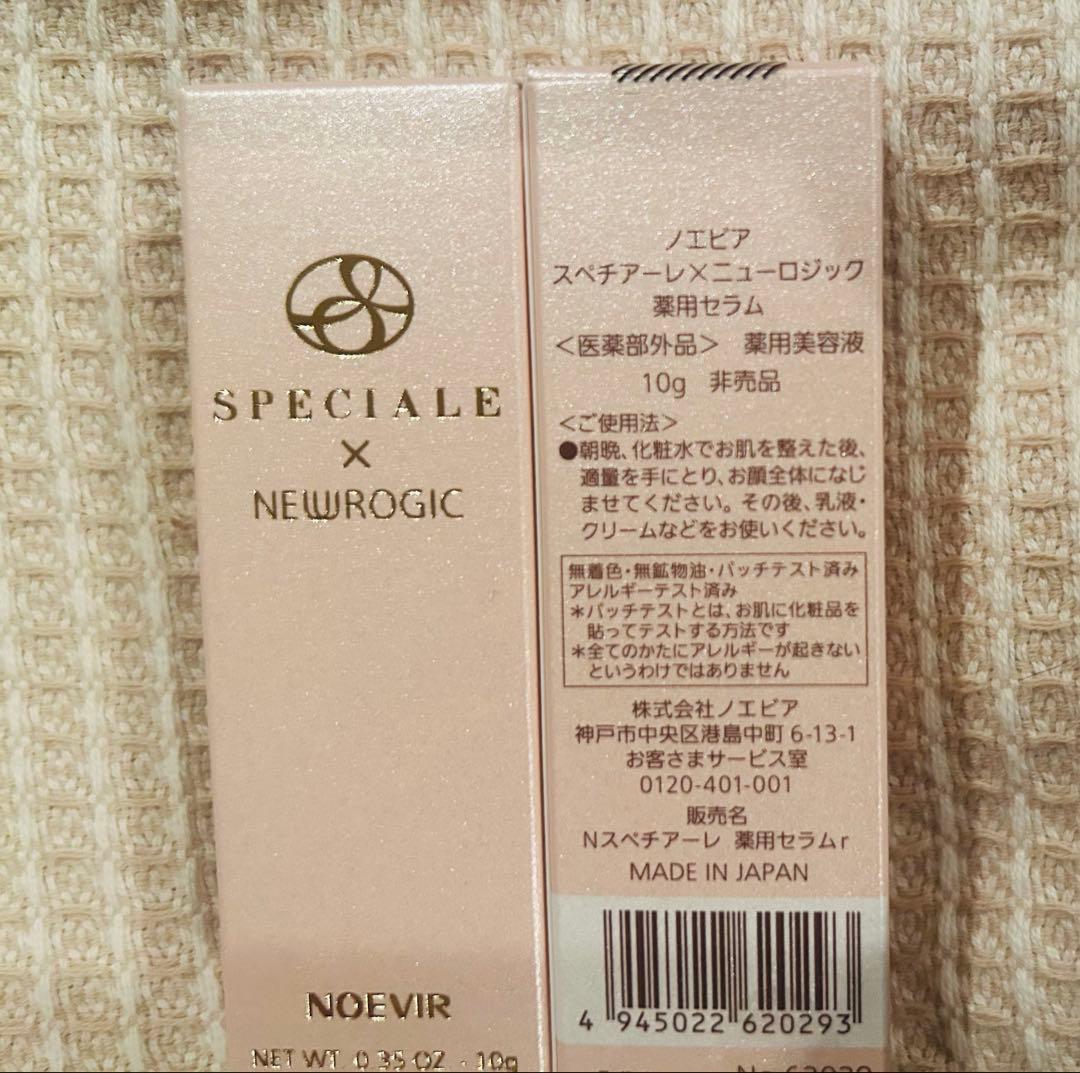 SPECIALE
×
NEWROGIC
NOEVIR
NET WT. 0.35 OZ - 10g
ノエビア
スペチアーレ×ニューロジック
薬用セラム
＜医薬部外品＞ 薬用美容液
10g 非売品
＜ご使用法＞
●朝晩、化粧水でお肌を整えた後、
適量を手にとり、お顔全体になじ
ませてください。その後、乳液・
クリームなどをお使いください。
無着色・無鉱物油・パッチテスト済み
アレルギーテスト済み
＊パッチテストとは、お肌に化粧品を
貼ってテストする方法です
＊全てのかたにアレルギーが起きない
というわけではありません
株式会社ノエビア
神戸市中央区港島中町 6-13-1
お客さまサービス室
0120-401-001
販売名
Nスペチアーレ 薬用セラムr
MADE IN JAPAN
4 945022 620293